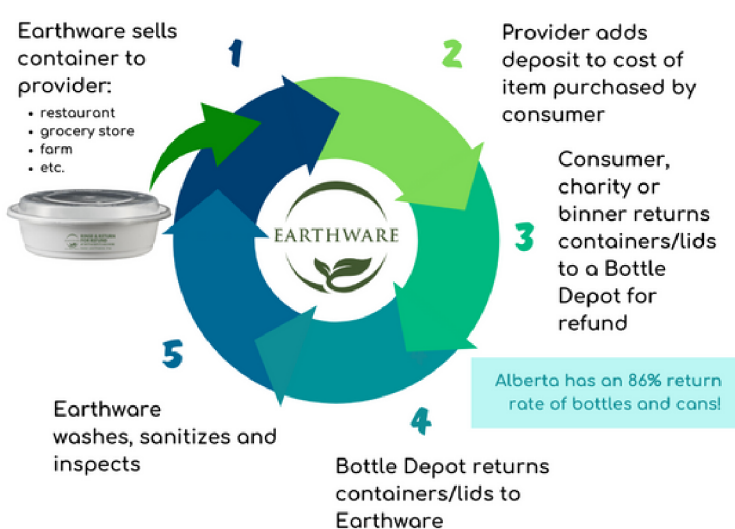 Earthware sells
container to
provider:
• restaurant
• grocery store
• farm
• etc.
1
2
Provider adds
deposit to cost of
item purchased by
consumer
3
Consumer,
charity or
binner returns
containers/lids
to a Bottle
Depot for
refund
Alberta has an 86% return
rate of bottles and cans!
4
Bottle Depot returns
containers/lids to
Earthware
5
Earthware
washes, sanitizes and
inspects
EARTHWARE